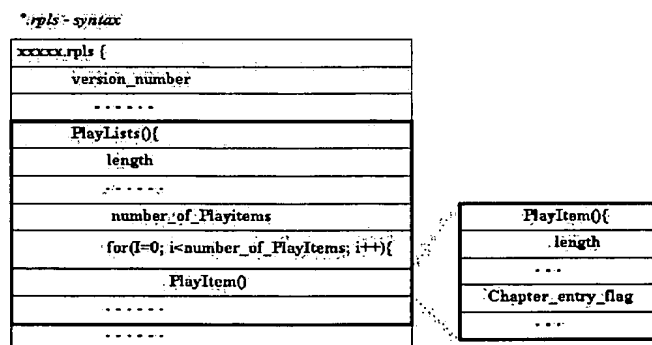 *.rpls - syntax
xxxxx.rpls {
version_number
- - - - - -
PlayLists(){
length
- - - - - -
number_of_Playitems
for(I=0; i<number_of_PlayItems; i++){
PlayItem()
- - - - - -
- - - - - -
PlayItem(){
length
- - -
Chapter_entry_flag
- - -